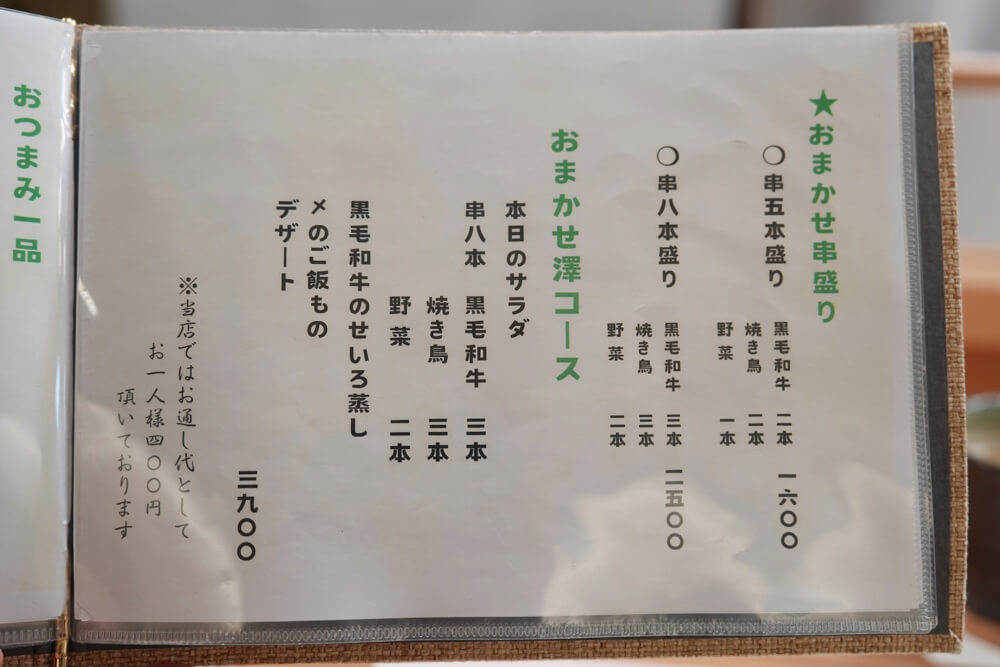 ★おまかせ串盛り
〇串五本盛り
黒毛和牛 二本
焼き鳥 二本
野菜 一本
一六〇〇
〇串八本盛り
黒毛和牛 三本
焼き鳥 三本
野菜 二本
二五〇〇
おまかせ澤コース
本日のサラダ
串八本 黒毛和牛 三本
焼き鳥 三本
野菜 二本
黒毛和牛のせいろ蒸し
〆のご飯もの
デザート
三九〇〇
※当店ではお通し代として
お一人様四〇〇円
頂いております
おつまみ一品